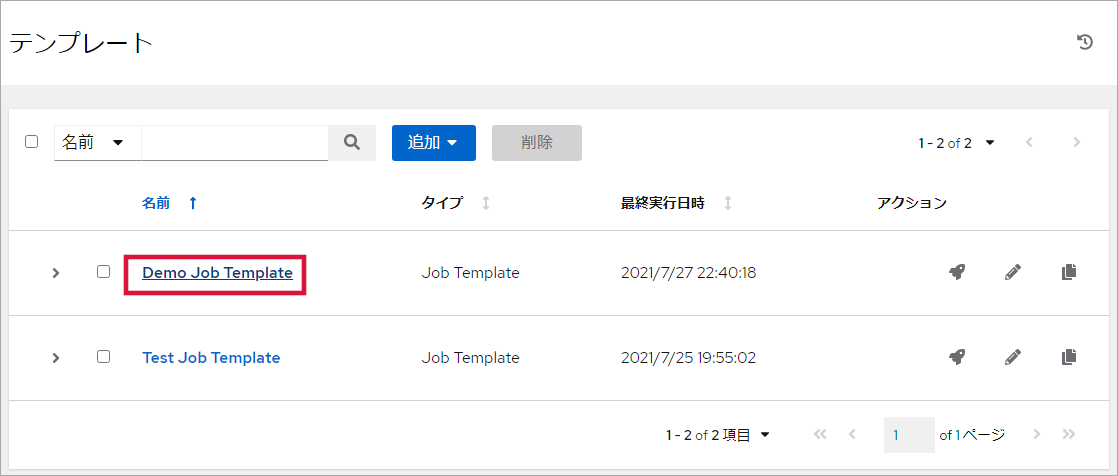 テンプレート
名前 追加 削除 1 - 2 of 2
名前 タイプ 最終実行日時 アクション
Demo Job Template Job Template 2021/7/27 22:40:18
Test Job Template Job Template 2021/7/25 19:55:02
1 - 2 of 2 項目 1 of 1 ページ